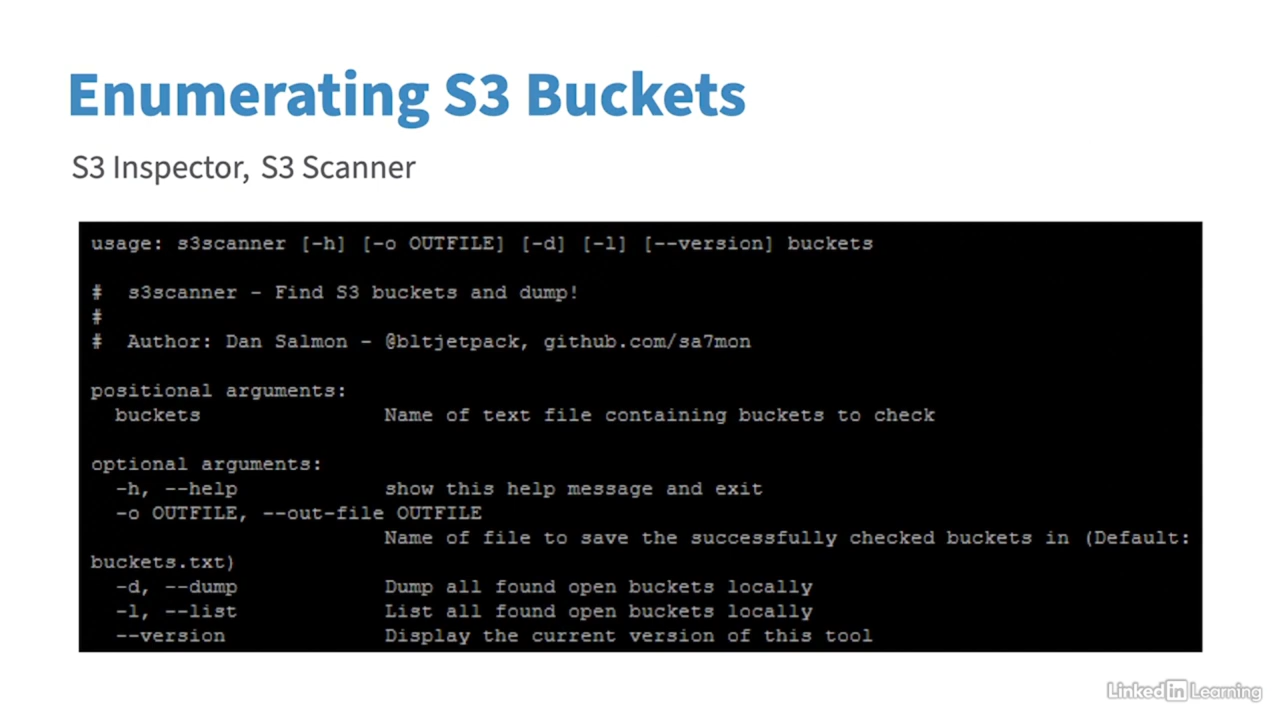 Enumerating S3 Buckets
S3 Inspector, S3 Scanner
usage: s3scanner [-h] [-o OUTFILE] [-d] [-l] [--version] buckets
#  s3scanner - Find S3 buckets and dump!
#
#  Author: Dan Salmon - @bltjetpack, github.com/sa7mon
positional arguments:
  buckets               Name of text file containing buckets to check
optional arguments:
  -h, --help            show this help message and exit
  -o OUTFILE, --out-file OUTFILE
                        Name of file to save the successfully checked buckets in (Default:
buckets.txt)
  -d, --dump            Dump all found open buckets locally
  -l, --list            List all found open buckets locally
  --version             Display the current version of this tool
Linked in Learning